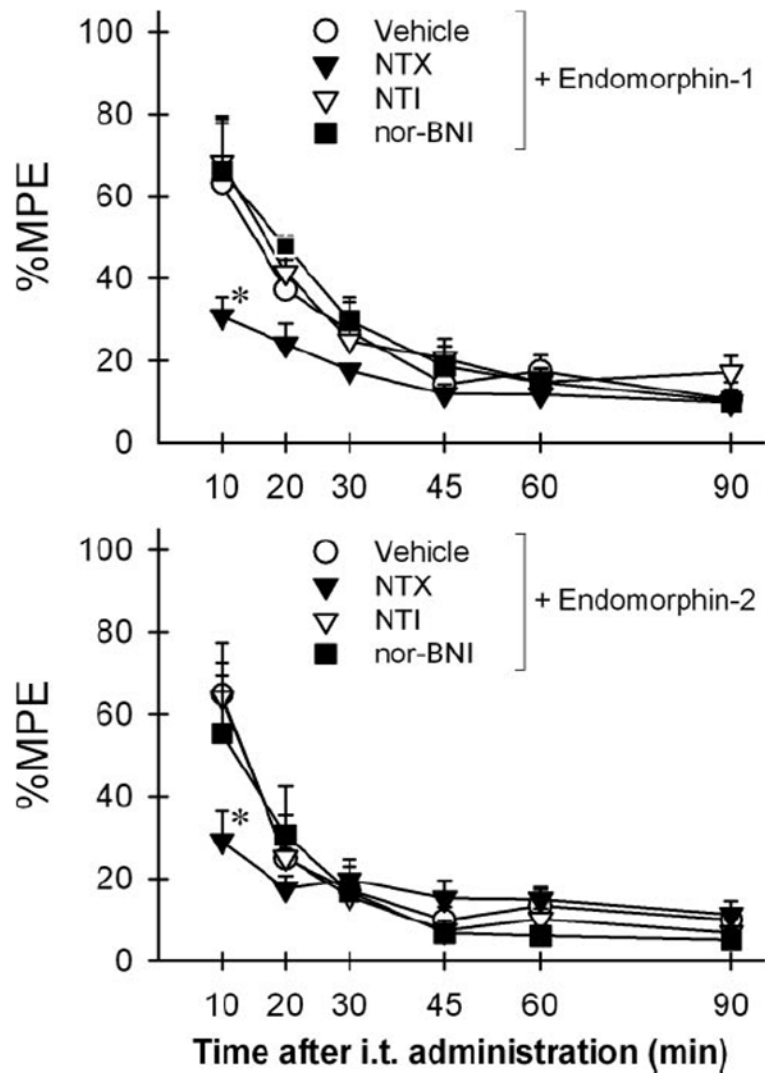 100
80
60
40
20
0
%MPE
Vehicle
NTX
NTI
nor-BNI
+ Endomorphin-1
*
10 20 30 45 60 90
100
80
60
40
20
0
%MPE
Vehicle
NTX
NTI
nor-BNI
+ Endomorphin-2
*
10 20 30 45 60 90
Time after i.t. administration (min)